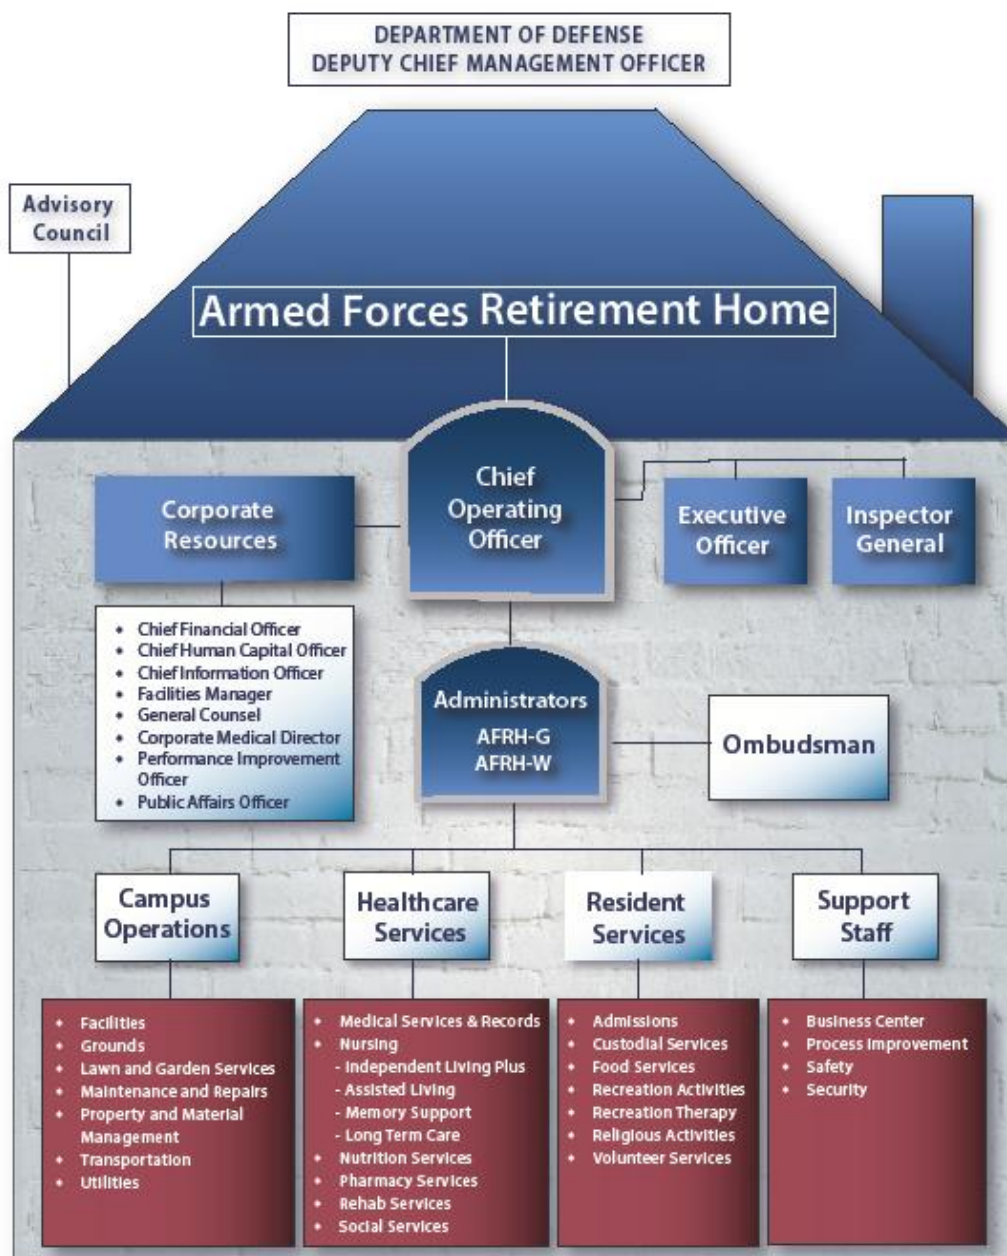 DEPARTMENT OF DEFENSE
DEPUTY CHIEF MANAGEMENT OFFICER
Advisory
Council
Armed Forces Retirement Home
Chief
Operating
Officer
Corporate
Resources
Executive
Officer
Inspector
General
• Chief Financial Officer
• Chief Human Capital Officer
• Chief Information Officer
• Facilities Manager
• General Counsel
• Corporate Medical Director
• Performance Improvement
Officer
• Public Affairs Officer
Administrators
AFRH-G
AFRH-W
Ombudsman
Campus
Operations
Healthcare
Services
Resident
Services
Support
Staff
• Facilities
• Grounds
• Lawn and Garden Services
• Maintenance and Repairs
• Property and Material
Management
• Transportation
• Utilities
• Medical Services & Records
• Nursing
- Independent Living Plus
- Assisted Living
- Memory Support
- Long Term Care
• Nutrition Services
• Pharmacy Services
• Rehab Services
• Social Services
• Admissions
• Custodial Services
• Food Services
• Recreation Activities
• Recreation Therapy
• Religious Activities
• Volunteer Services
• Business Center
• Process Improvement
• Safety
• Security